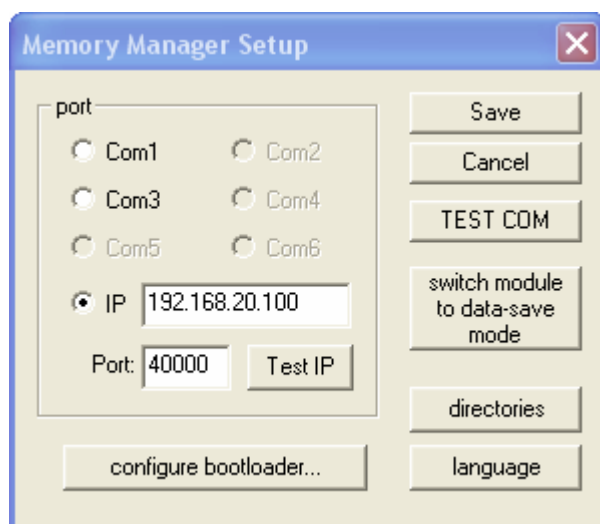 Memory Manager Setup
port
Com1
Com2
Com3
Com4
Com5
Com6
IP 192.168.20.100
Port: 40000 Test IP
configure bootloader...
Save
Cancel
TEST COM
switch module
to data-save
mode
directories
language